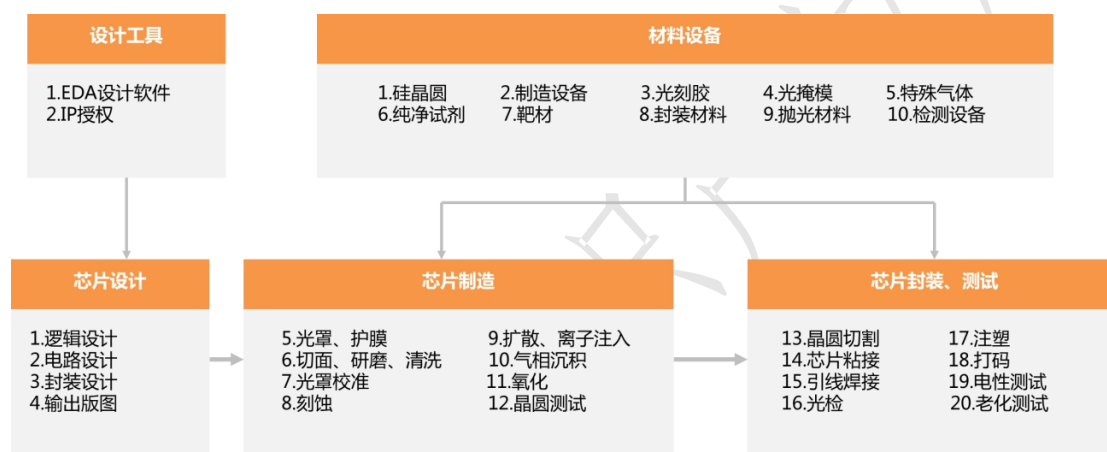 设计工具
1.EDA设计软件
2.IP授权
材料设备
1.硅晶圆 2.制造设备 3.光刻胶 4.光掩模 5.特殊气体
6.纯净试剂 7.靶材 8.封装材料 9.抛光材料 10.检测设备
芯片设计
1.逻辑设计
2.电路设计
3.封装设计
4.输出版图
芯片制造
5.光罩、护膜
6.切面、研磨、清洗
7.光罩校准
8.刻蚀
9.扩散、离子注入
10.气相沉积
11.氧化
12.晶圆测试
芯片封装、测试
13.晶圆切割
14.芯片粘接
15.引线焊接
16.光检
17.注塑
18.打码
19.电性测试
20.老化测试